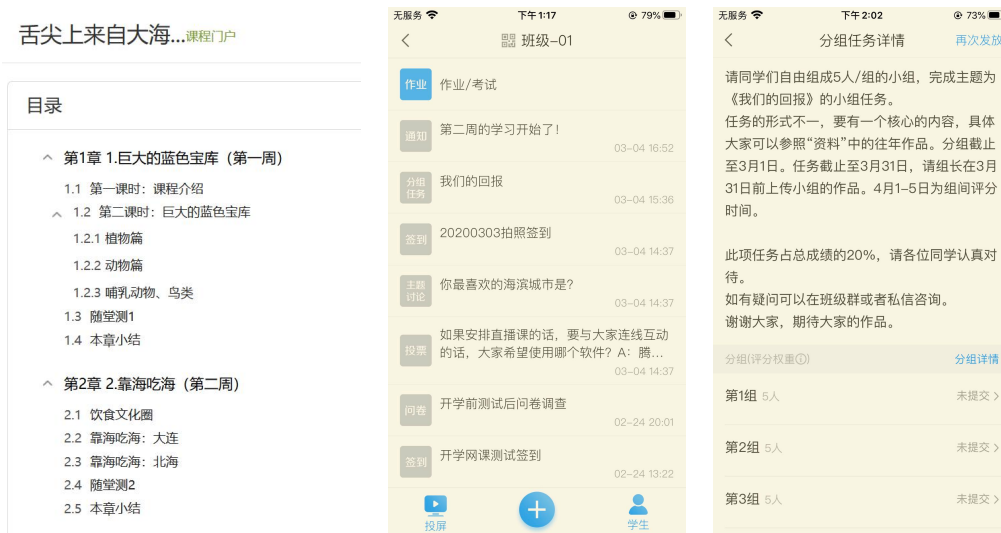 舌尖上来自大海...课程门户
目录
第1章 1.巨大的蓝色宝库（第一周）
1.1 第一课时：课程介绍
1.2 第二课时：巨大的蓝色宝库
1.2.1 植物篇
1.2.2 动物篇
1.2.3 哺乳动物、鸟类
1.3 随堂测1
1.4 本章小结
第2章 2.靠海吃海（第二周）
2.1 饮食文化圈
2.2 靠海吃海：大连
2.3 靠海吃海：北海
2.4 随堂测2
2.5 本章小结
无服务 下午1:17 79%
班级-01
作业 作业/考试
通知 第二周的学习开始了！
03-04 16:52
分组任务 我们的回报
03-04 15:36
签到 20200303拍照签到
03-04 14:37
主题讨论 你最喜欢的海滨城市是？
03-04 14:37
如果安排直播课的话，要与大家连线互动
投票 的话，大家希望使用哪个软件？A：腾...
03-04 14:37
问卷 开学前测试后问卷调查
02-24 20:01
签到 开学网课测试签到
02-24 13:22
投屏 学生
无服务 下午2:02 73%
分组任务详情 再次发放
请同学们自由组成5人/组的小组，完成主题为
《我们的回报》的小组任务。
任务的形式不一，要有一个核心的内容，具体
大家可以参照“资料”中的往年作品。分组截止
至3月1日。任务截止至3月31日，请组长在3月
31日前上传小组的作品。4月1-5日为组间评分
时间。
此项任务占总成绩的20%，请各位同学认真对
待。
如有疑问可以在班级群或者私信咨询。
谢谢大家，期待大家的作品。
分组(评分权重) 分组详情
第1组 5人 未提交
第2组 5人 未提交
第3组 5人 未提交